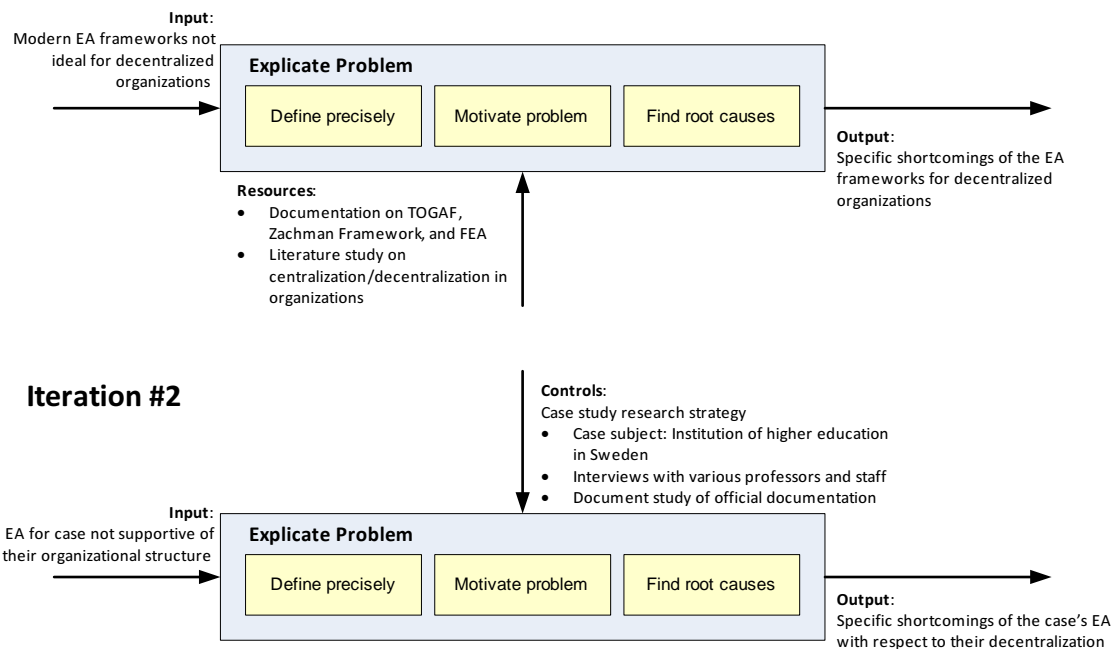 Input:
Modern EA frameworks not
ideal for decentralized
organizations
Explicate Problem
Define precisely
Motivate problem
Find root causes
Output:
Specific shortcomings of the EA
frameworks for decentralized
organizations
Resources:
• Documentation on TOGAF,
Zachman Framework, and FEA
• Literature study on
centralization/decentralization in
organizations
Iteration #2
Controls:
Case study research strategy
• Case subject: Institution of higher education
in Sweden
• Interviews with various professors and staff
• Document study of official documentation
Input:
EA for case not supportive of
their organizational structure
Explicate Problem
Define precisely
Motivate problem
Find root causes
Output:
Specific shortcomings of the case's EA
with respect to their decentralization